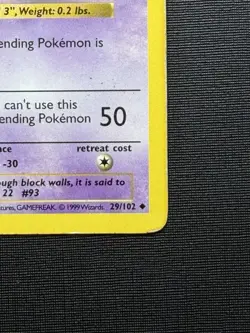 3", Weight: 0.2 lbs.
ending Pokémon is
can't use this
ending Pokémon 50
nce retreat cost
-30
ough block walls, it is said to
22 #93
tures, GAMEFREAK. © 1999 Wizards. 29/102